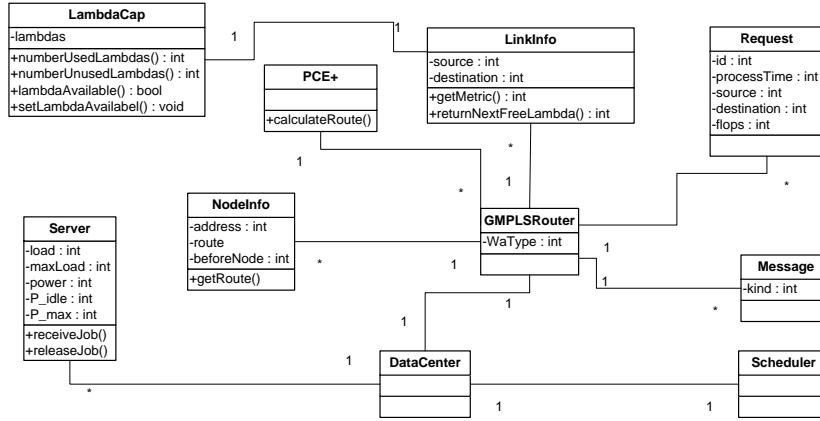 LambdaCap
-lambdas
+numberUsedLambdas() : int
+numberUnusedLambdas() : int
+lambdaAvailable() : bool
+setLambdaAvailabel() : void
1
1
LinkInfo
-source : int
-destination : int
+getMetric() : int
+returnNextFreeLambda() : int
Request
-id : int
-processTime : int
-source : int
-destination : int
-flops : int
PCE+
+calculateRoute()
1
*
*
1
*
NodeInfo
-address : int
-route
-beforeNode : int
+getRoute()
*
1
GMPLSRouter
-WaType : int
1
1
1
Server
-load : int
-maxLoad : int
-power : int
-P_idle : int
-P_max : int
+receiveJob()
+releaseJob()
Message
-kind : int
*
1
1
*
DataCenter
1
1
Scheduler